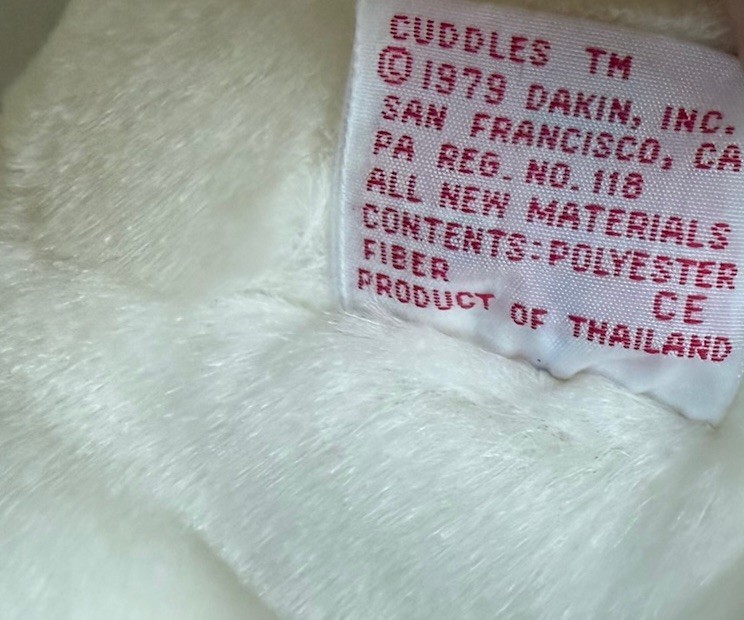 CUDDLES TM
©1979 DAKIN, INC.
SAN FRANCISCO, CA
PA REG. NO. 118
ALL NEW MATERIALS
CONTENTS:POLYESTER
FIBER CE
PRODUCT OF THAILAND